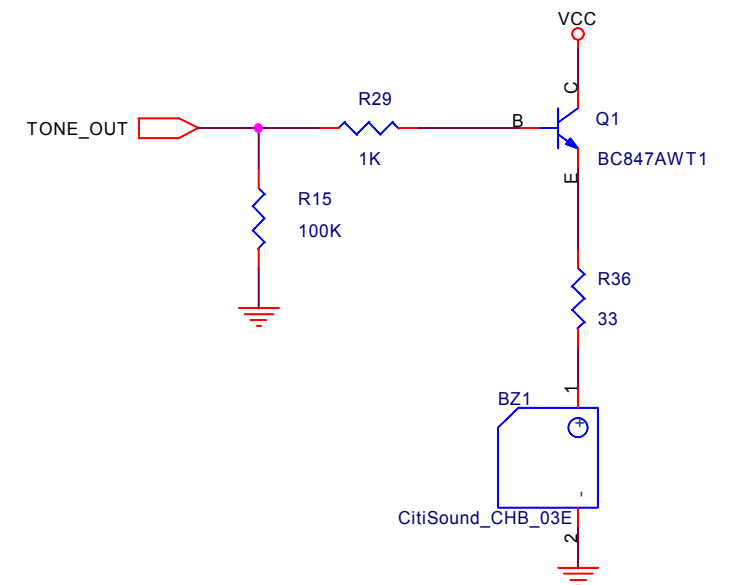 VCC
C
R29
TONE_OUT
B
Q1
1K
BC847AWT1
E
R15
100K
R36
33
1
BZ1
+
-
CitiSound_CHB_03E
2